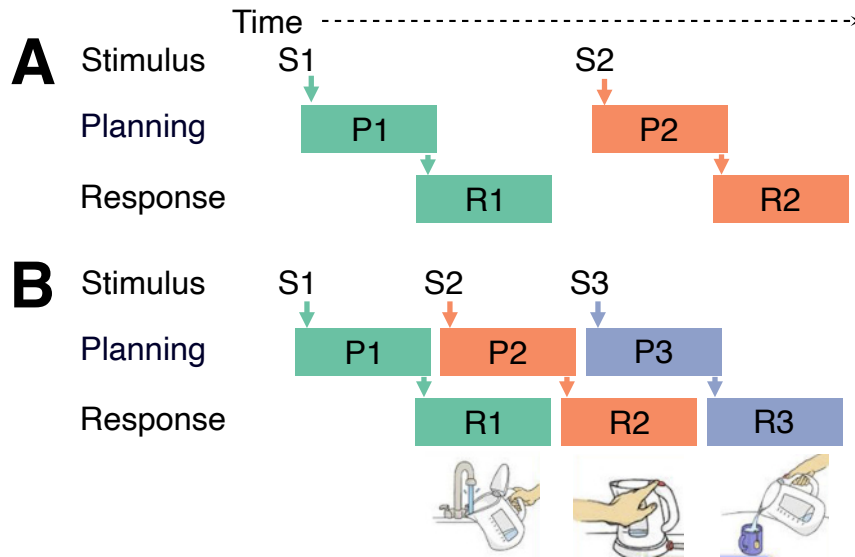 Time
A
Stimulus S1 S2
Planning P1 P2
Response R1 R2
B
Stimulus S1 S2 S3
Planning P1 P2 P3
Response R1 R2 R3